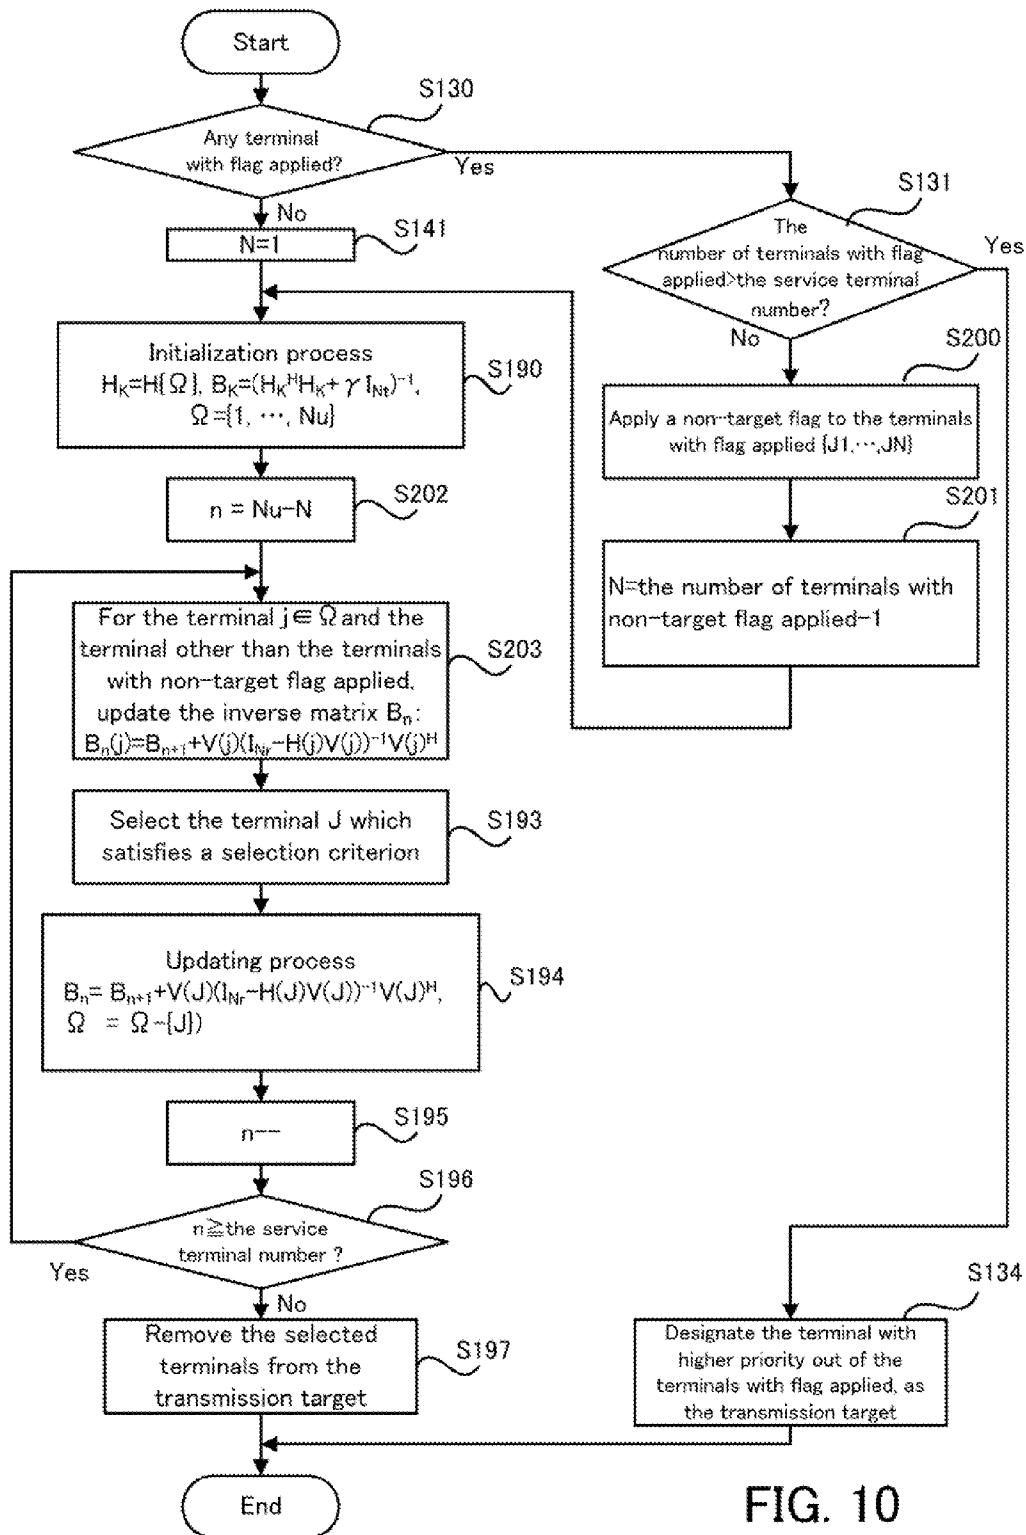 Start
S130
Any terminal
with flag applied?
Yes
No
S141
N=1
S131
The
number of terminals with flag
applied>the service terminal
number?
Yes
No
Initialization process
H_K=H[Ω], B_K=(H_K^H H_K+γI_Nt)^-1,
Ω={1, ⋯, Nu}
S190
S200
Apply a non-target flag to the terminals
with flag applied {J1,⋯,JN}
n = Nu-N
S202
S201
N=the number of terminals with
non-target flag applied-1
For the terminal j∈Ω and the
terminal other than the terminals
with non-target flag applied,
update the inverse matrix B_n:
B_n(j)=B_n+1+V(j)(I_Nr-H(j)V(j))^-1V(j)^H
S203
Select the terminal J which
satisfies a selection criterion
S193
Updating process
B_n= B_n+1+V(J)(I_Nr-H(J)V(J))^-1V(J)^H,
Ω = Ω-{J})
S194
n--
S195
S196
n≧the service
terminal number ?
Yes
No
Remove the selected
terminals from the
transmission target
S197
S134
Designate the terminal with
higher priority out of the
terminals with flag applied, as
the transmission target
End
FIG. 10